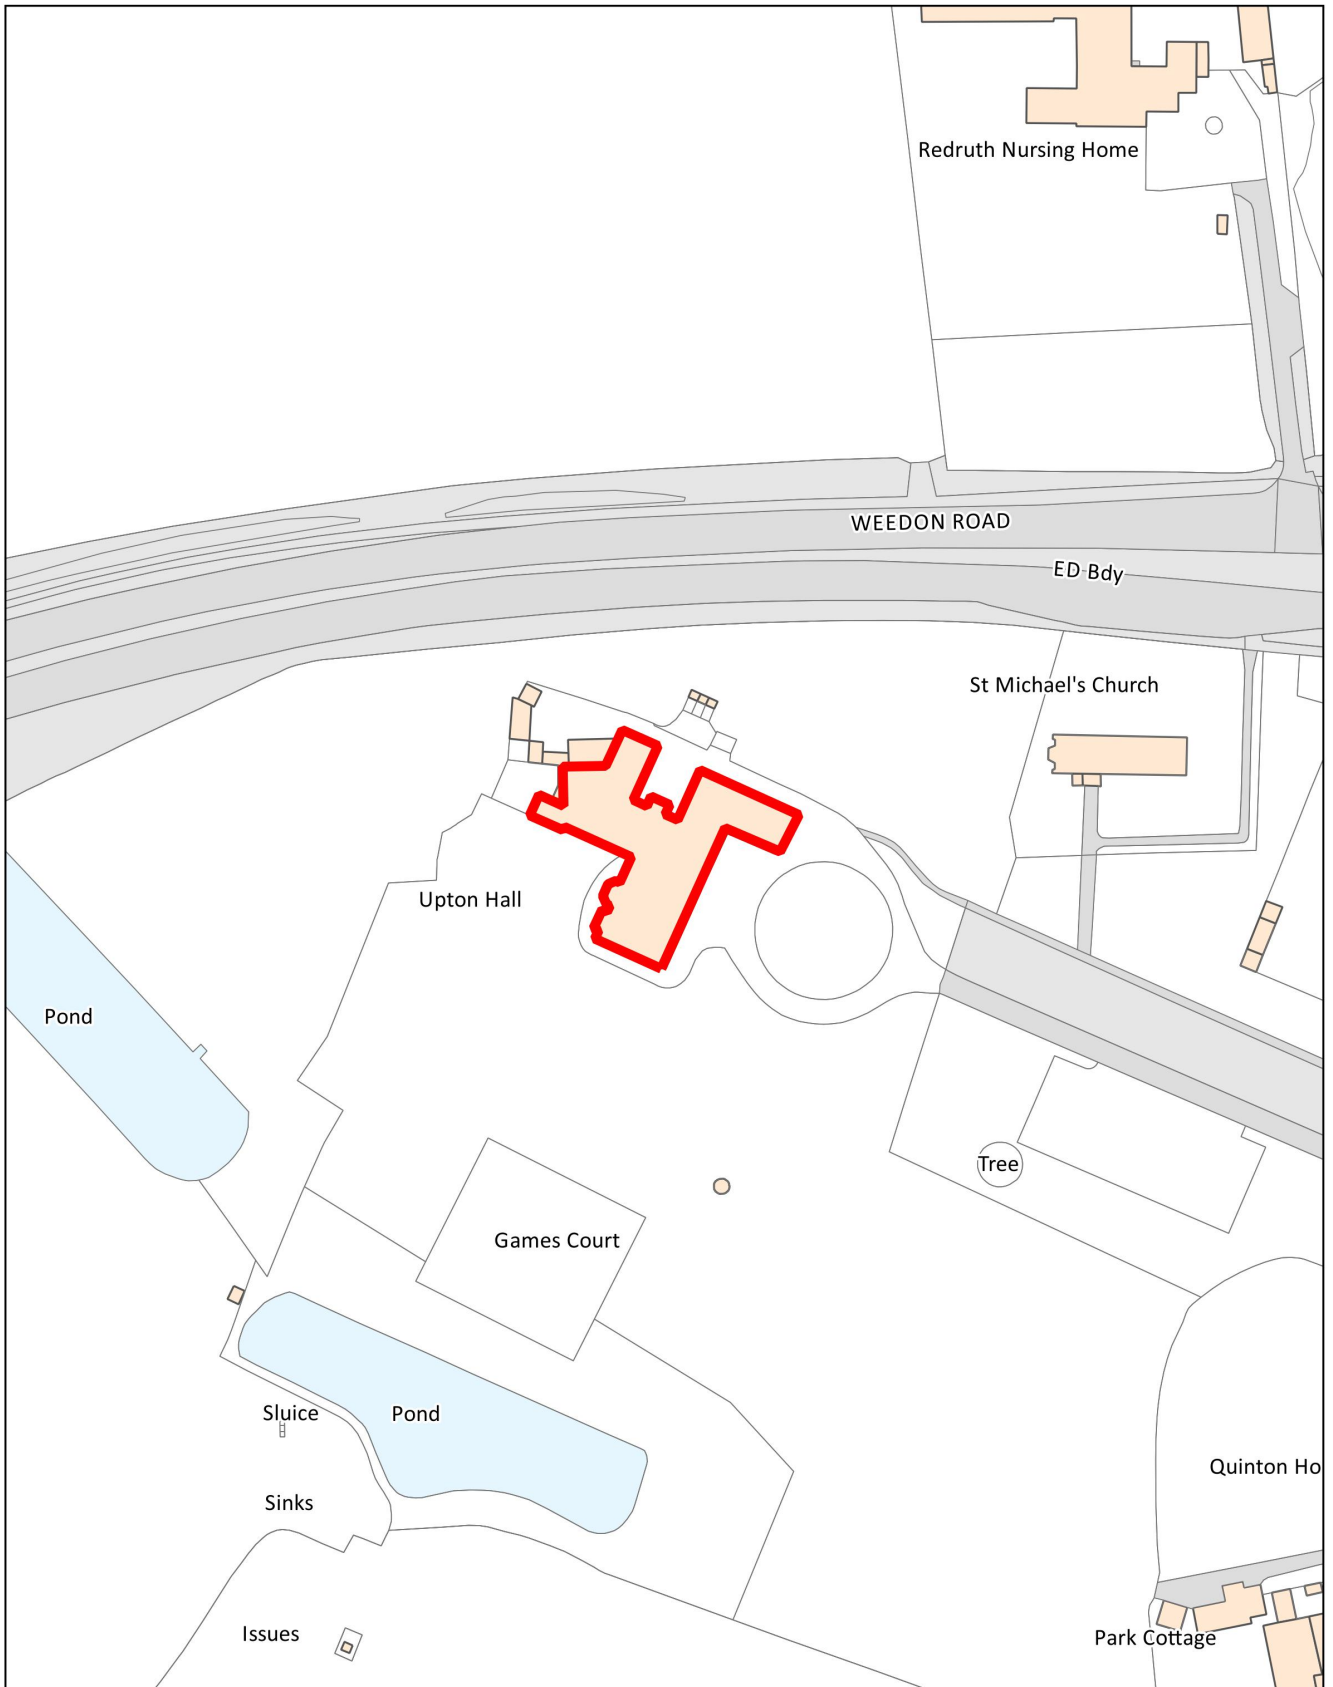 Redruth Nursing Home
WEEDON ROAD
ED Bdy
St Michael's Church
Upton Hall
Pond
Tree
Games Court
Sluice
Pond
Quinton Ho
Sinks
Issues
Park Cottage